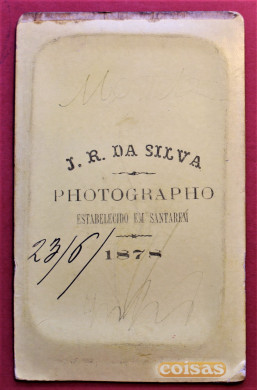 J. R. DA SILVA
PHOTOGRAPHO
ESTABELECIDO EM SANTAREM
23/6/ 1878
coisas